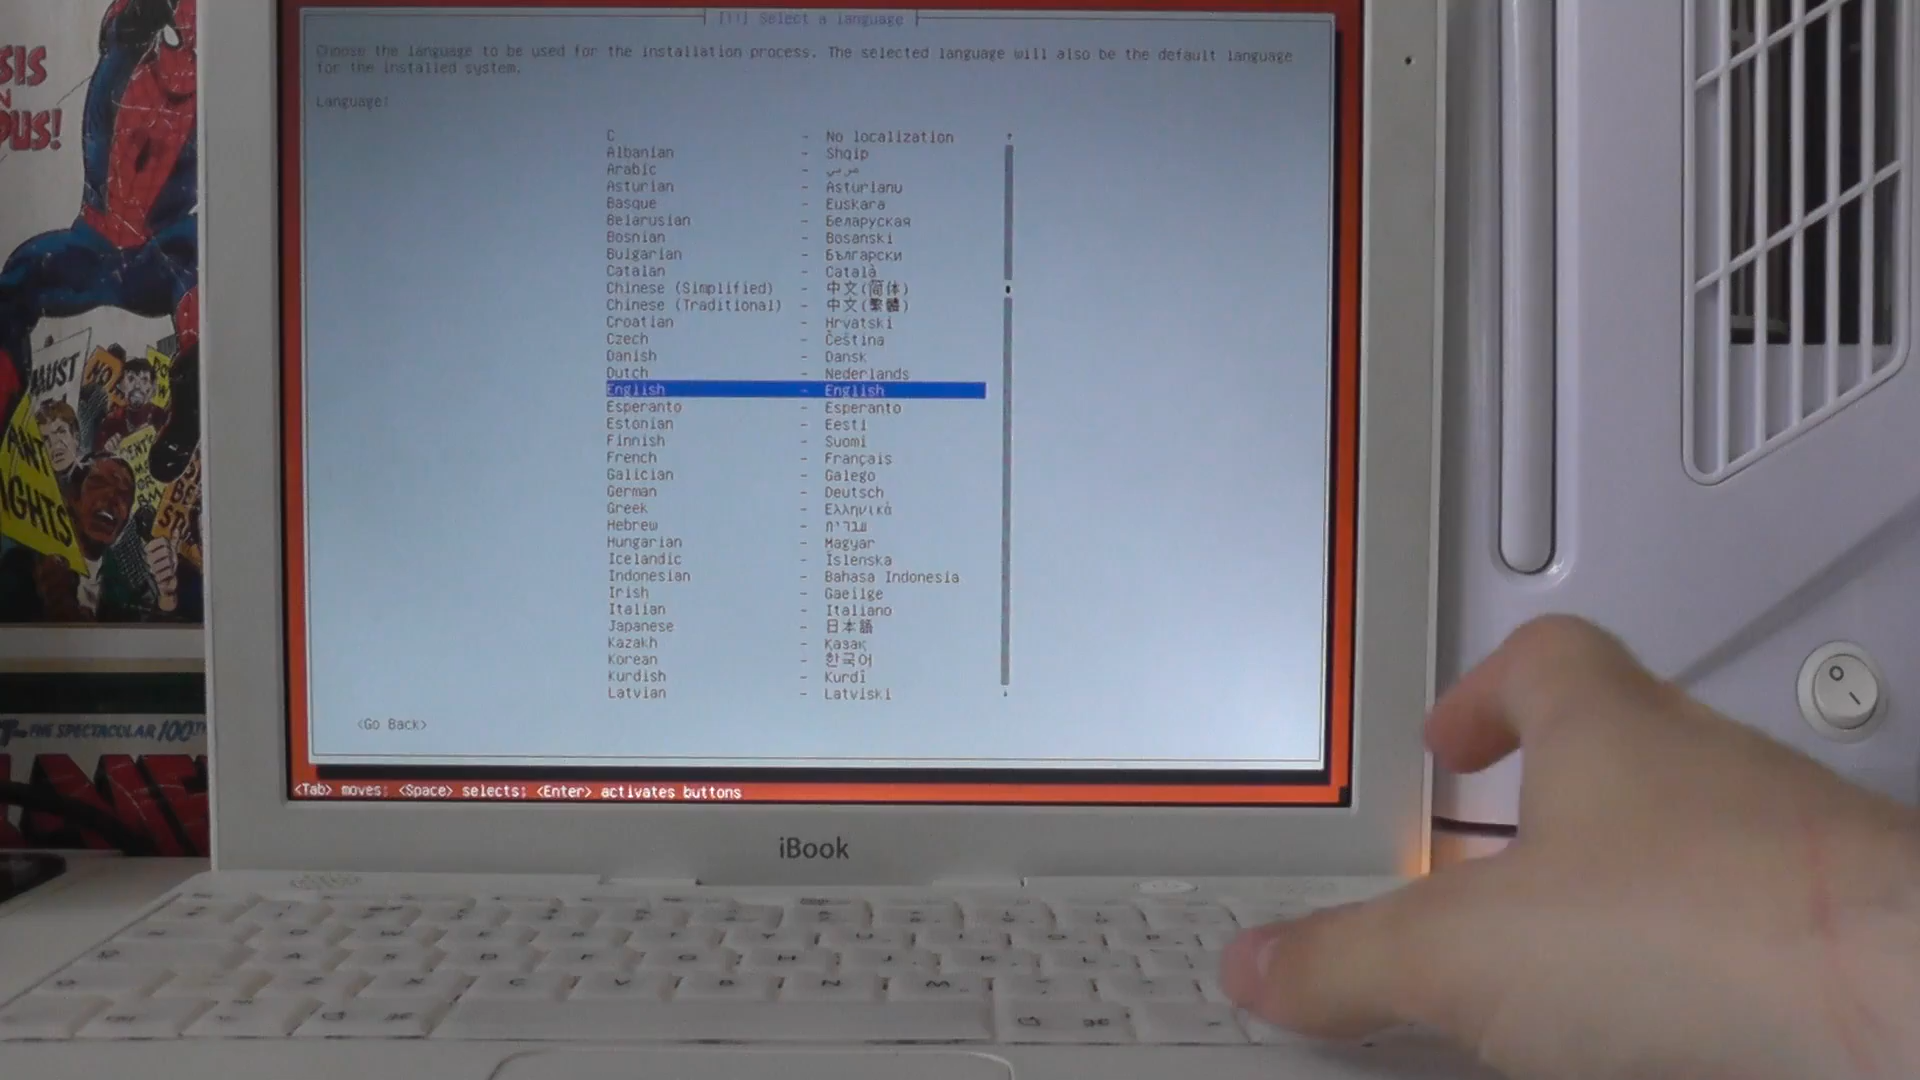 [!!] Select a language
Choose the language to be used for the installation process. The selected language will also be the default language
for the installed system.
Language:
C - No localization
Albanian - Shqip
Arabic - عربي
Asturian - Asturianu
Basque - Euskara
Belarusian - Беларуская
Bosnian - Bosanski
Bulgarian - Български
Catalan - Català
Chinese (Simplified) - 中文(简体)
Chinese (Traditional) - 中文(繁體)
Croatian - Hrvatski
Czech - Čeština
Danish - Dansk
Dutch - Nederlands
English - English
Esperanto - Esperanto
Estonian - Eesti
Finnish - Suomi
French - Français
Galician - Galego
German - Deutsch
Greek - Ελληνικά
Hebrew - עברית
Hungarian - Magyar
Icelandic - Íslenska
Indonesian - Bahasa Indonesia
Irish - Gaeilge
Italian - Italiano
Japanese - 日本語
Kazakh - Қазақ
Korean - 한국어
Kurdish - Kurdî
Latvian - Latviski
<Go Back>
<Tab> moves; <Space> selects; <Enter> activates buttons
iBook
MUST
THE SPECTACULAR 100TH